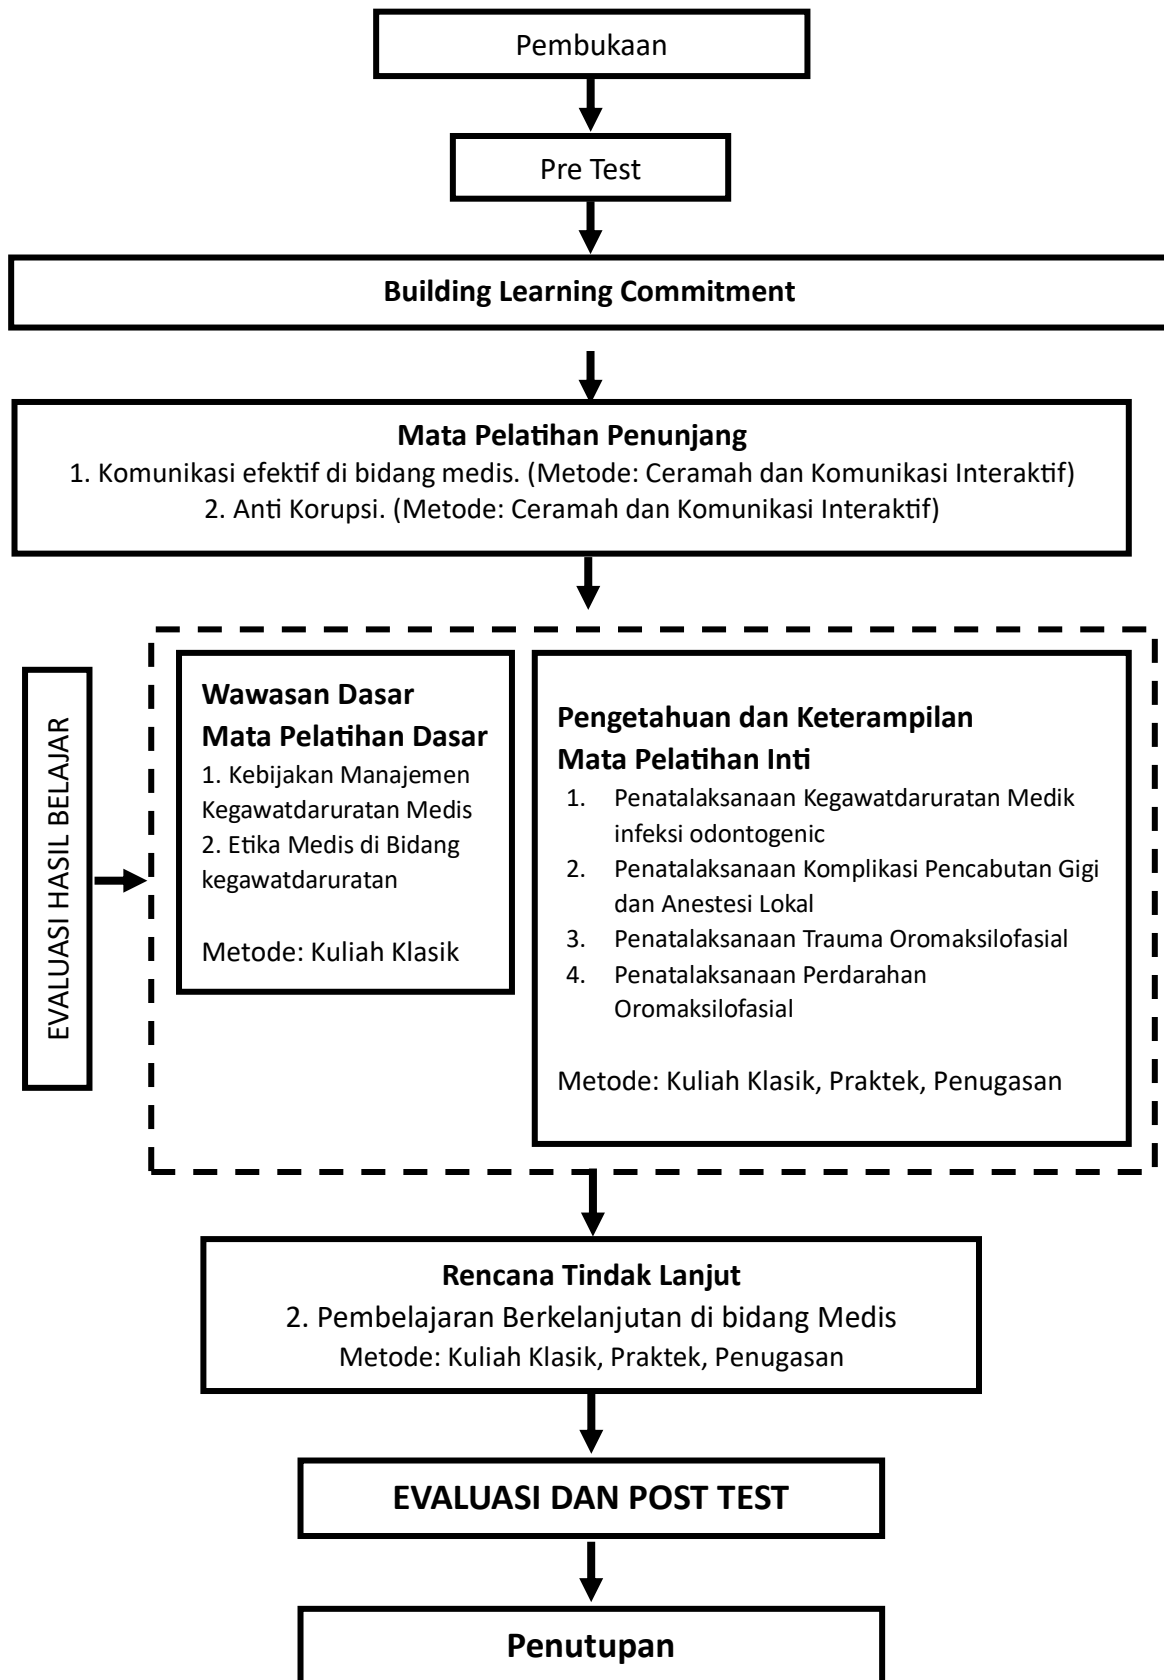 Pembukaan
Pre Test
Building Learning Commitment
Mata Pelatihan Penunjang
1. Komunikasi efektif di bidang medis. (Metode: Ceramah dan Komunikasi Interaktif)
2. Anti Korupsi. (Metode: Ceramah dan Komunikasi Interaktif)
EVALUASI HASIL BELAJAR
Wawasan Dasar
Mata Pelatihan Dasar
1. Kebijakan Manajemen
Kegawatdaruratan Medis
2. Etika Medis di Bidang
kegawatdaruratan
Metode: Kuliah Klasik
Pengetahuan dan Keterampilan
Mata Pelatihan Inti
1. Penatalaksanaan Kegawatdaruratan Medik
infeksi odontogenic
2. Penatalaksanaan Komplikasi Pencabutan Gigi
dan Anestesi Lokal
3. Penatalaksanaan Trauma Oromaksilofasial
4. Penatalaksanaan Perdarahan
Oromaksilofasial
Metode: Kuliah Klasik, Praktek, Penugasan
Rencana Tindak Lanjut
2. Pembelajaran Berkelanjutan di bidang Medis
Metode: Kuliah Klasik, Praktek, Penugasan
EVALUASI DAN POST TEST
Penutupan